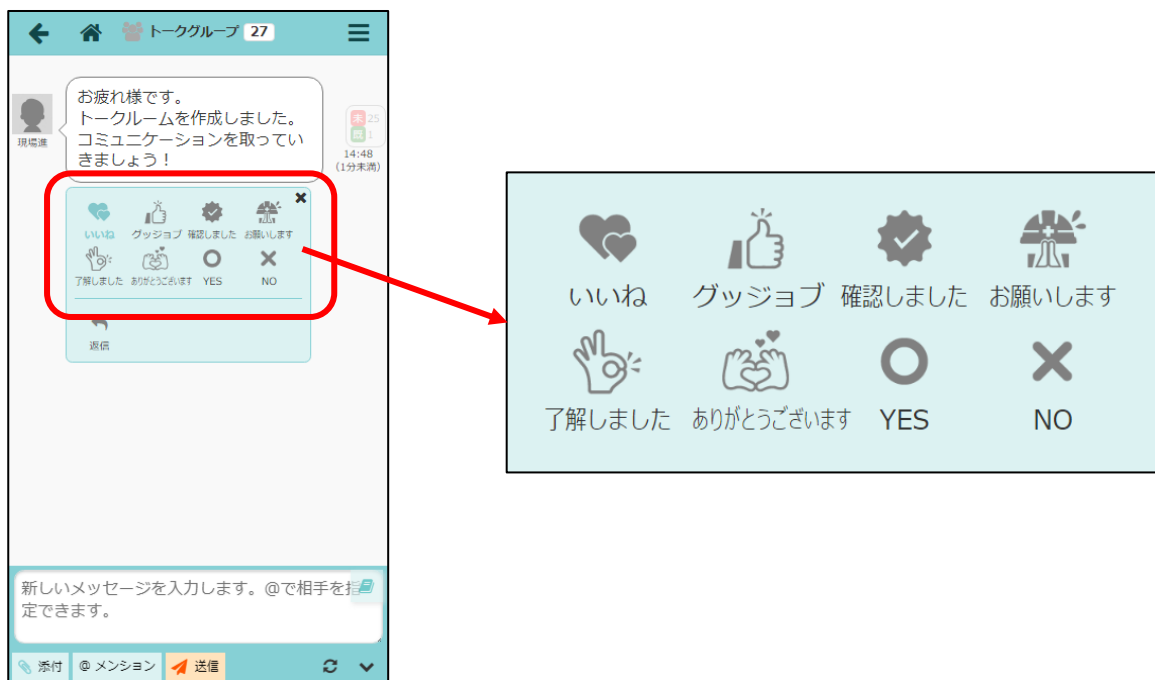 トークグループ 27
お疲れ様です。
トークルームを作成しました。
コミュニケーションを取ってい
きましょう！
現場進
未 25
既 1
14:48
(1分未満)
いいね グッジョブ 確認しました お願いします
了解しました ありがとうございます YES NO
返信
いいね グッジョブ 確認しました お願いします
了解しました ありがとうございます YES NO
新しいメッセージを入力します。@で相手を指
定できます。
添付 @ メンション 送信